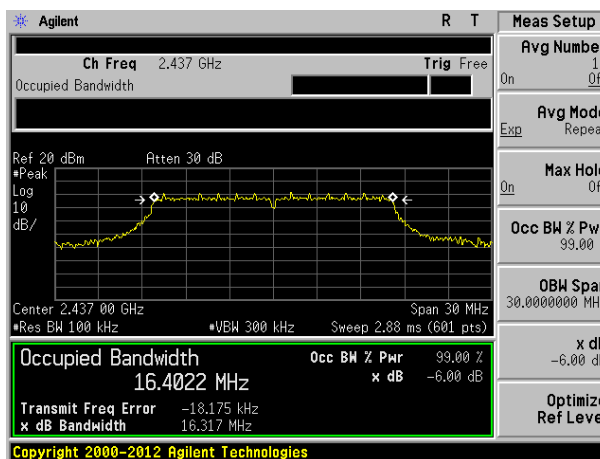 Agilent R T
Ch Freq 2.437 GHz Trig Free
Occupied Bandwidth
Ref 20 dBm Atten 30 dB
#Peak
Log
10
dB/
Center 2.437 00 GHz Span 30 MHz
#Res BW 100 kHz #VBW 300 kHz Sweep 2.88 ms (601 pts)
Occupied Bandwidth Occ BW % Pwr 99.00 %
16.4022 MHz x dB -6.00 dB
Transmit Freq Error -18.175 kHz
x dB Bandwidth 16.317 MHz
Copyright 2000-2012 Agilent Technologies
Meas Setup
Avg Numbe
1
On Of
Avg Mod
Exp Repea
Max Hol
On Of
Occ BW % Pw
99.00
OBW Spa
30.0000000 MH
x d
-6.00 d
Optimiz
Ref Leve